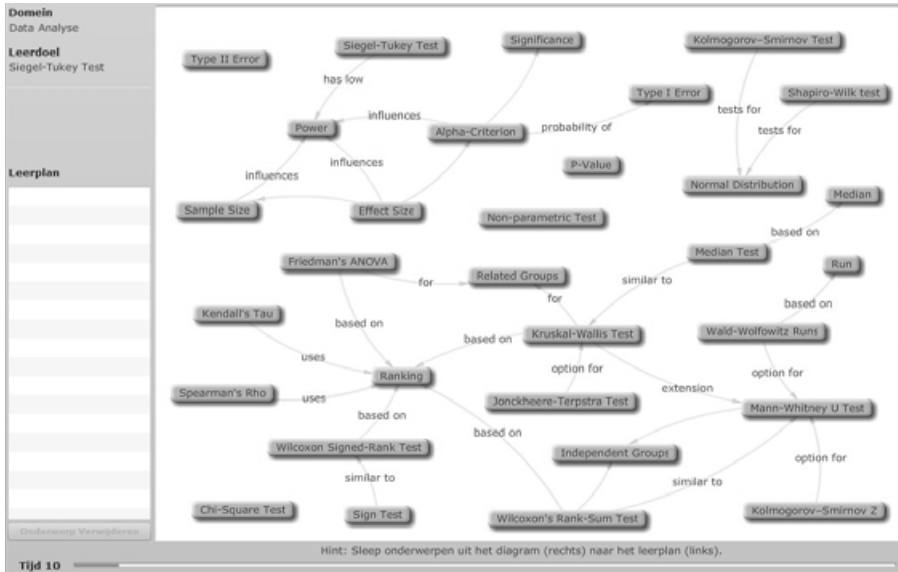 Domein
Data Analyse
Leerdoel
Siegel-Tukey Test
Leerplan
Onderwerp Verwijderen
Type II Error
Siegel-Tukey Test
Significance
Kolmogorov–Smirnov Test
has low
Type I Error
Shapiro-Wilk test
influences
tests for
Power
Alpha-Criterion
probability of
tests for
influences
influences
P-Value
Normal Distribution
Median
Sample Size
Effect Size
Non-parametric Test
based on
Friedman's ANOVA
Median Test
Related Groups
for
similar to
Run
for
Kendall's Tau
based on
based on
Kruskal-Wallis Test
based on
Wald-Wolfowitz Runs
uses
Ranking
option for
option for
Spearman's Rho
uses
extension
Jonckheere-Terpstra Test
Mann-Whitney U Test
based on
based on
Wilcoxon Signed-Rank Test
Independent Groups
option for
similar to
similar to
Chi-Square Test
Sign Test
Wilcoxon's Rank-Sum Test
Kolmogorov–Smirnov Z
Hint: Sleep onderwerpen uit het diagram (rechts) naar het leerplan (links).
Tijd 10